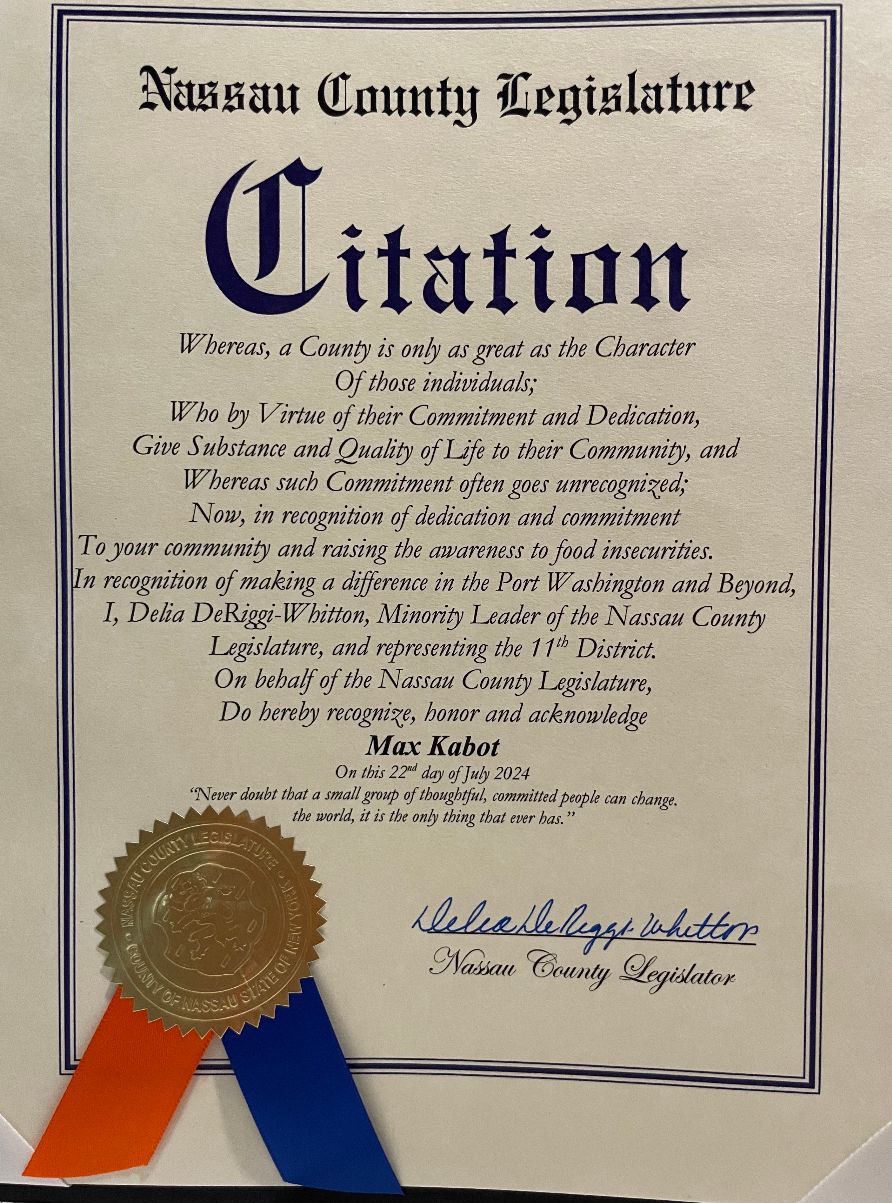 Nassau County Legislature
Citation
Whereas, a County is only as great as the Character
Of those individuals;
Who by Virtue of their Commitment and Dedication,
Give Substance and Quality of Life to their Community, and
Whereas such Commitment often goes unrecognized;
Now, in recognition of dedication and commitment
To your community and raising the awareness to food insecurities.
In recognition of making a difference in the Port Washington and Beyond,
I, Delia DeRiggi-Whitton, Minority Leader of the Nassau County
Legislature, and representing the 11th District.
On behalf of the Nassau County Legislature,
Do hereby recognize, honor and acknowledge
Max Kabot
On this 22nd day of July 2024
“Never doubt that a small group of thoughtful, committed people can change.
the world, it is the only thing that ever has.”
NASSAU COUNTY LEGISLATURE
COUNTY OF NASSAU STATE OF NEW YORK
Delia DeRiggi-Whitton
Nassau County Legislator